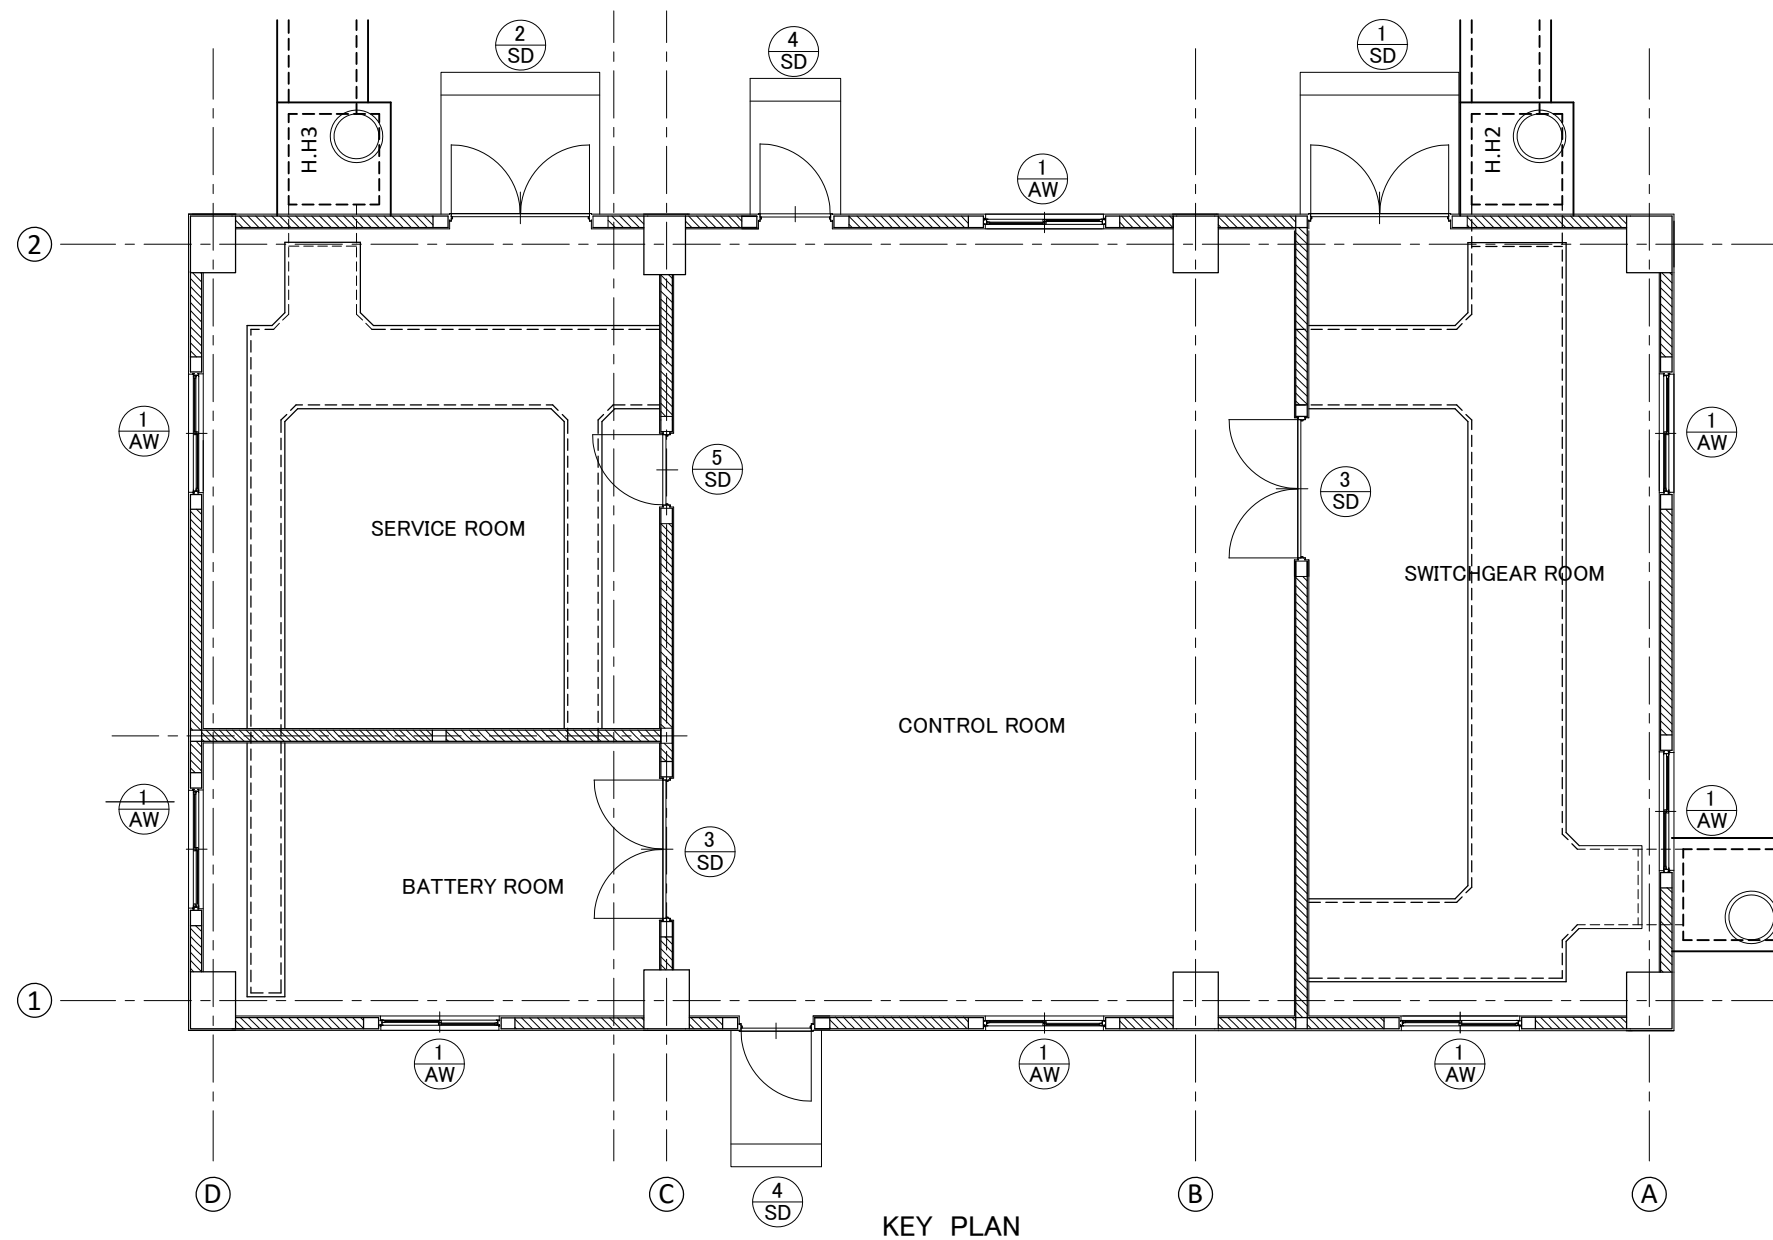 2
SD
4
SD
1
SD
H.H3
1
AW
H.H2
2
1
AW
5
SD
3
SD
1
AW
SERVICE ROOM
SWITCHGEAR ROOM
CONTROL ROOM
1
AW
3
SD
1
AW
BATTERY ROOM
1
1
AW
1
AW
1
AW
D
C
4
SD
B
A
KEY PLAN